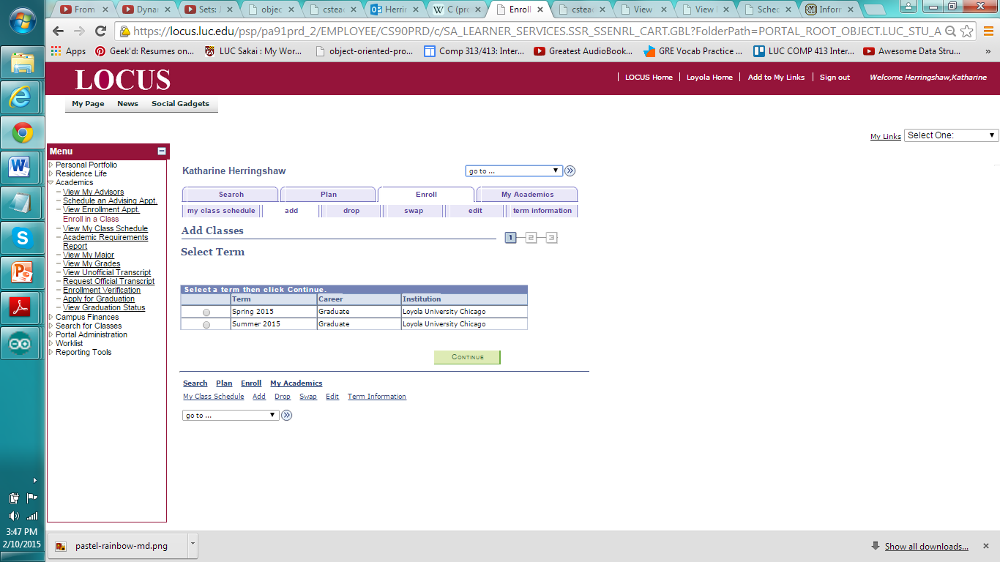 From
Dynar
Sets: J
objec
cstea
Herrin
C (pro
Enroll
cstea
View
View
Sched
Inform
https://locus.luc.edu/psp/pa91prd_2/EMPLOYEE/CS90PRD/c/SA_LEARNER_SERVICES.SSR_SSENRL_CART.GBL?FolderPath=PORTAL_ROOT_OBJECT.LUC_STU_A
Apps Geek'd: Resumes on... LUC Sakai : My Wor... object-oriented-pro... Comp 313/413: Inter... Greatest AudioBook... GRE Vocab Practice ... LUC COMP 413 Inter... Awesome Data Stru... »
LOCUS
LOCUS Home Loyola Home Add to My Links Sign out Welcome Herringshaw,Katharine
My Page News Social Gadgets
My Links Select One:
Menu
Personal Portfolio
Residence Life
Academics
View My Advisors
Schedule an Advising Appt.
View Enrollment Appt.
Enroll in a Class
View My Class Schedule
Academic Requirements
Report
View My Major
View My Grades
View Unofficial Transcript
Request Official Transcript
Enrollment Verification
Apply for Graduation
View Graduation Status
Campus Finances
Search for Classes
Portal Administration
Worklist
Reporting Tools
Katharine Herringshaw
go to ...
Search Plan Enroll My Academics
my class schedule add drop swap edit term information
Add Classes
1 2 3
Select Term
Select a term then click Continue.
Term Career Institution
Spring 2015 Graduate Loyola University Chicago
Summer 2015 Graduate Loyola University Chicago
CONTINUE
Search Plan Enroll My Academics
My Class Schedule Add Drop Swap Edit Term Information
go to ...
3:47 PM
2/10/2015
pastel-rainbow-md.png
Show all downloads...